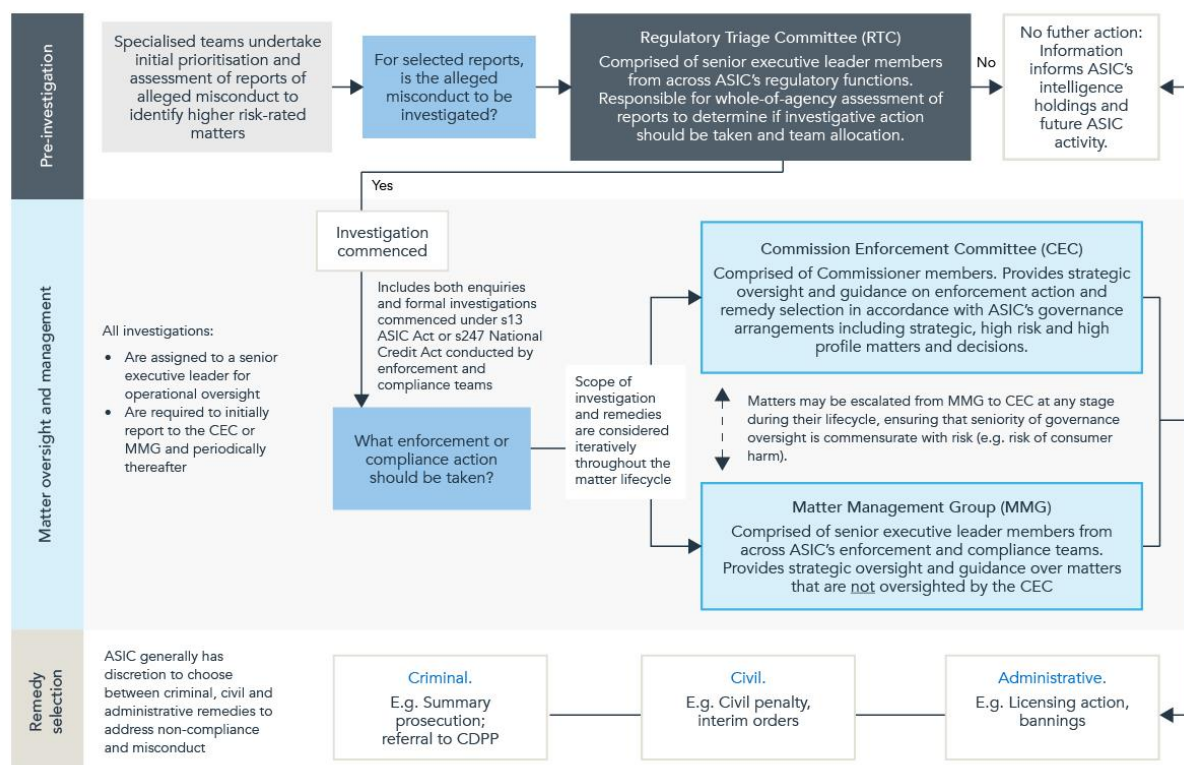 Pre-investigation
Specialised teams undertake
initial prioritisation and
assessment of reports of
alleged misconduct to
identify higher risk-rated
matters
For selected reports,
is the alleged
misconduct to be
investigated?
Regulatory Triage Committee (RTC)
Comprised of senior executive leader members
from across ASIC's regulatory functions.
Responsible for whole-of-agency assessment of
reports to determine if investigative action
should be taken and team allocation.
No
No futher action:
Information
informs ASIC's
intelligence
holdings and
future ASIC
activity.
Yes
Matter oversight and management
Investigation
commenced
All investigations:
• Are assigned to a senior
executive leader for
operational oversight
• Are required to initially
report to the CEC or
MMG and periodically
thereafter
Includes both enquiries
and formal investigations
commenced under s13
ASIC Act or s247 National
Credit Act conducted by
enforcement and
compliance teams
What enforcement or
compliance action
should be taken?
Scope of
investigation
and remedies
are considered
iteratively
throughout the
matter lifecycle
Commission Enforcement Committee (CEC)
Comprised of Commissioner members. Provides strategic
oversight and guidance on enforcement action and
remedy selection in accordance with ASIC's governance
arrangements including strategic, high risk and high
profile matters and decisions.
Matters may be escalated from MMG to CEC at any stage
during their lifecycle, ensuring that seniority of governance
oversight is commensurate with risk (e.g. risk of consumer
harm).
Matter Management Group (MMG)
Comprised of senior executive leader members from
across ASIC's enforcement and compliance teams.
Provides strategic oversight and guidance over matters
that are not oversighted by the CEC
Remedy
selection
ASIC generally has
discretion to choose
between criminal, civil and
administrative remedies to
address non-compliance
and misconduct
Criminal.
E.g. Summary
prosecution;
referral to CDPP
Civil.
E.g. Civil penalty,
interim orders
Administrative.
E.g. Licensing action,
bannings